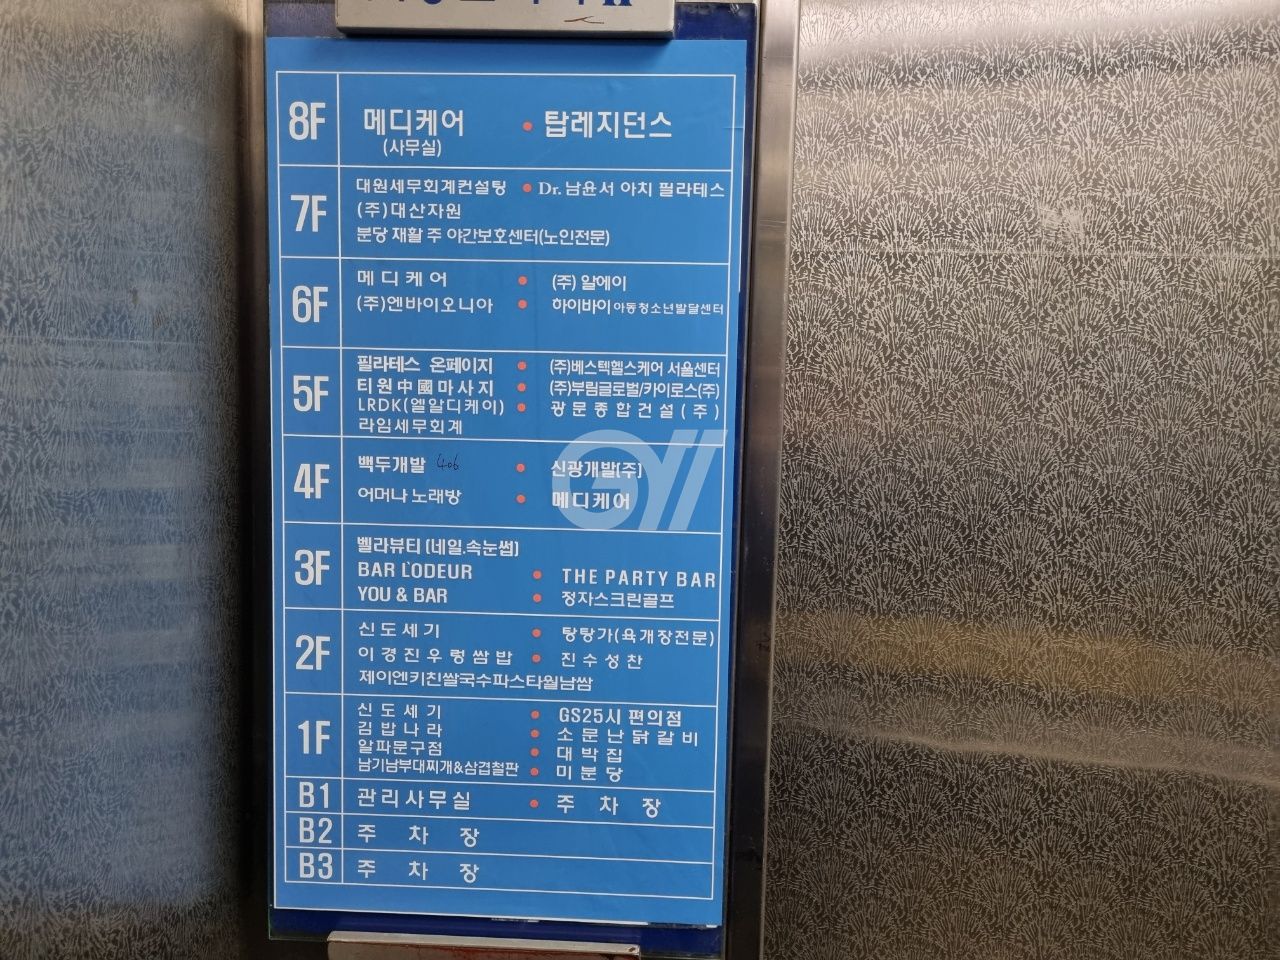 8F 메디케어 • 탑레지던스
(사무실)
7F 대원세무회계컨설팅 • Dr. 남윤서 아치 필라테스
(주)대산자원
분당 재활 주 야간보호센터(노인전문)
6F 메디케어 • (주) 알에이
(주)엔바이오니아 • 하이바이 아동청소년발달센터
5F 필라테스 온페이지 • (주)베스텍헬스케어 서울센터
티원中國마사지 • (주)부림글로벌/카이로스(주)
LRDK(엘알디케이) • 광문종합건설(주)
라임세무회계
4F 백두개발 406 • 신광개발(주)
어머나 노래방 • 메디케어
3F 벨라뷰티 (네일.속눈썹)
BAR L'ODEUR • THE PARTY BAR
YOU & BAR • 정자스크린골프
2F 신도세기 • 탕탕가(육개장전문)
이경진우렁쌈밥 • 진수성찬
제이엔키친쌀국수파스타월남쌈
1F 신도세기 • GS25시 편의점
김밥나라 • 소문난닭갈비
알파문구점 • 대박집
남기남부대찌개&삼겹철판 • 미분당
B1 관리사무실 • 주차장
B2 주차장
B3 주차장